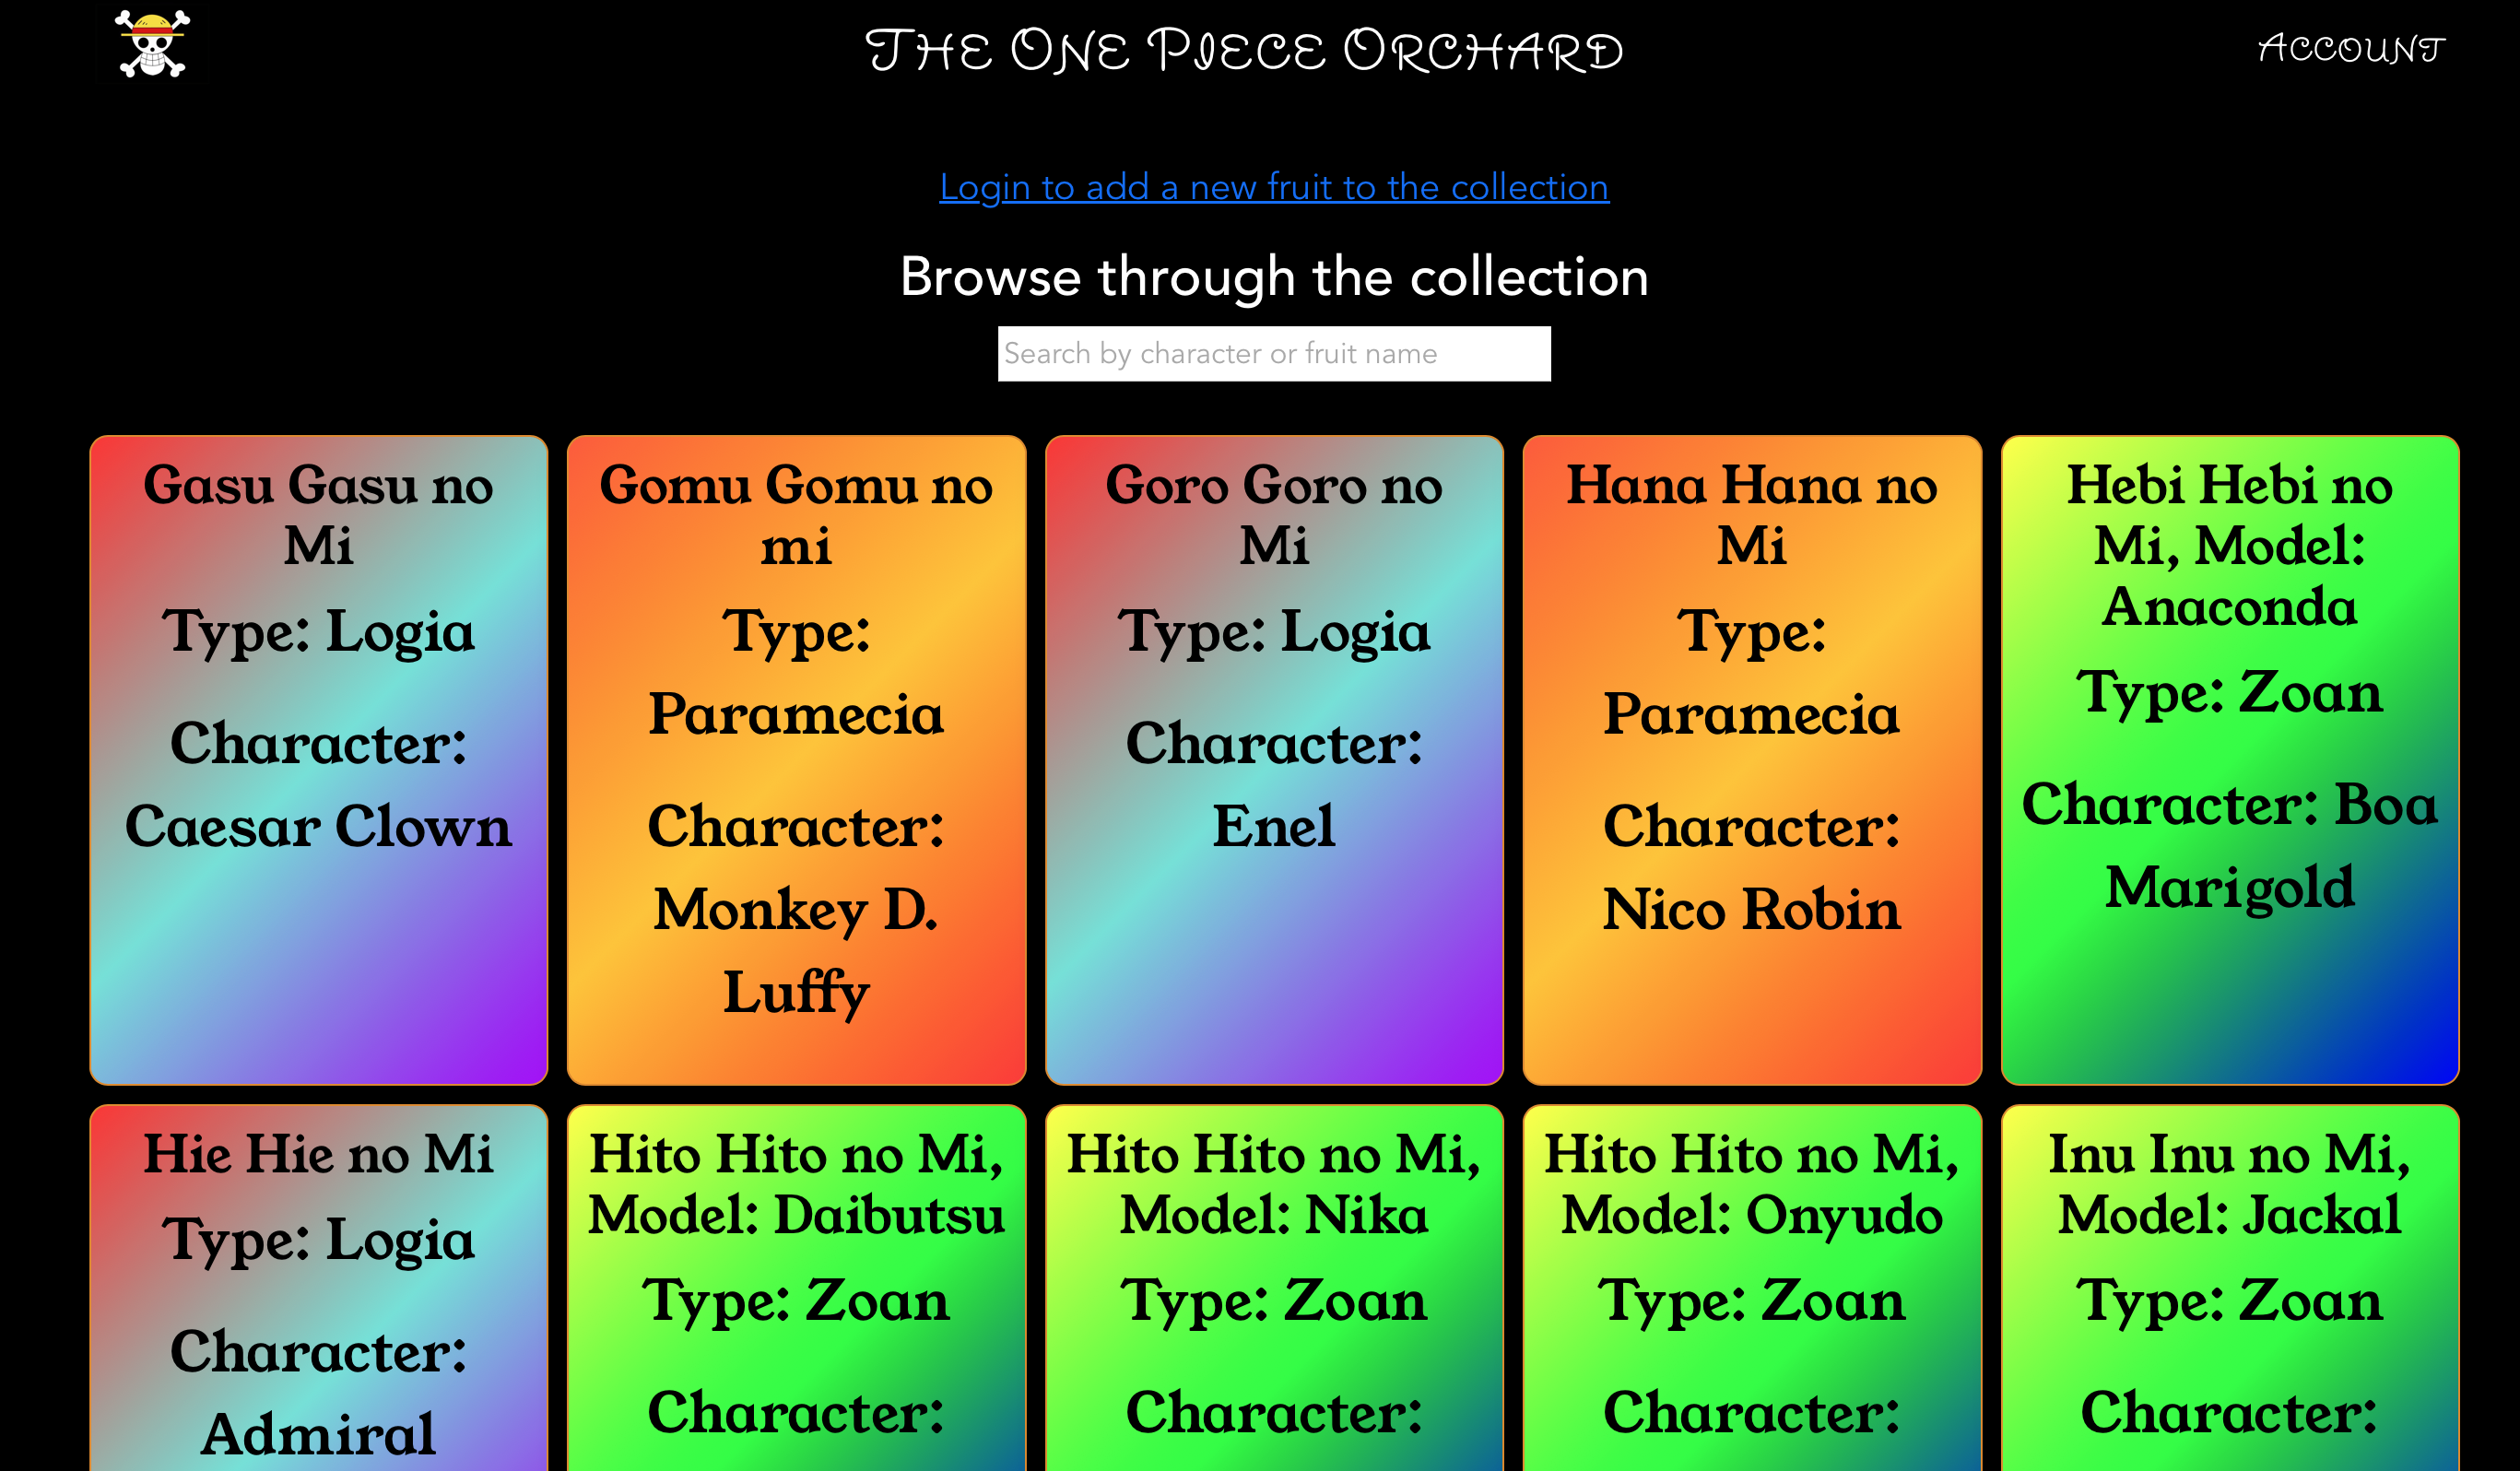 The One Piece Orchard
Account
Login to add a new fruit to the collection
Browse through the collection
Search by character or fruit name
Gasu Gasu no
Mi
Type: Logia
Character:
Caesar Clown
Gomu Gomu no
mi
Type:
Paramecia
Character:
Monkey D.
Luffy
Goro Goro no
Mi
Type: Logia
Character:
Enel
Hana Hana no
Mi
Type:
Paramecia
Character:
Nico Robin
Hebi Hebi no
Mi, Model:
Anaconda
Type: Zoan
Character: Boa
Marigold
Hie Hie no Mi
Type: Logia
Character:
Admiral
Hito Hito no Mi,
Model: Daibutsu
Type: Zoan
Character:
Hito Hito no Mi,
Model: Nika
Type: Zoan
Character:
Hito Hito no Mi,
Model: Onyudo
Type: Zoan
Character:
Inu Inu no Mi,
Model: Jackal
Type: Zoan
Character: